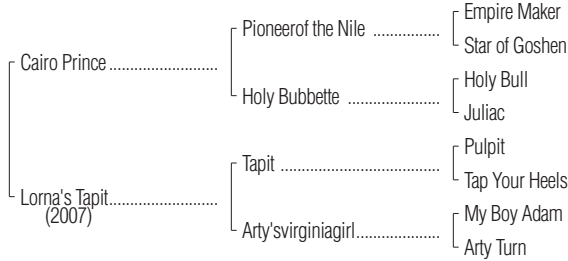 Empire Maker
Pioneerof the Nile ..................
Star of Goshen
Cairo Prince ...........................
Holy Bull
Holy Bubbette .........................
Juliac
Pulpit
Tapit ..........................................
Tap Your Heels
Lorna's Tapit...........................
(2007)
My Boy Adam
Arty'svirginiagirl.......................
Arty Turn